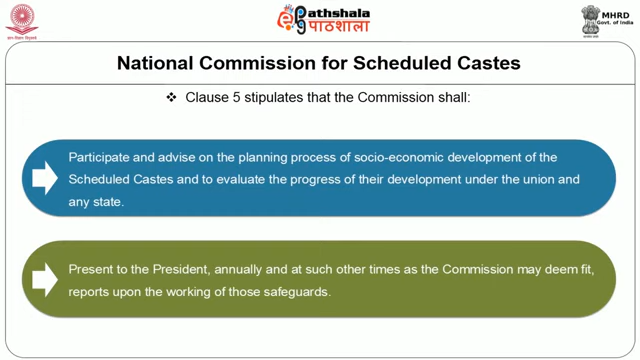 Pathshala
पाठशाला
MHRD
Govt. of India
National Commission for Scheduled Castes
❖ Clause 5 stipulates that the Commission shall:
Participate and advise on the planning process of socio-economic development of the
Scheduled Castes and to evaluate the progress of their development under the union and
any state.
Present to the President, annually and at such other times as the Commission may deem fit,
reports upon the working of those safeguards.